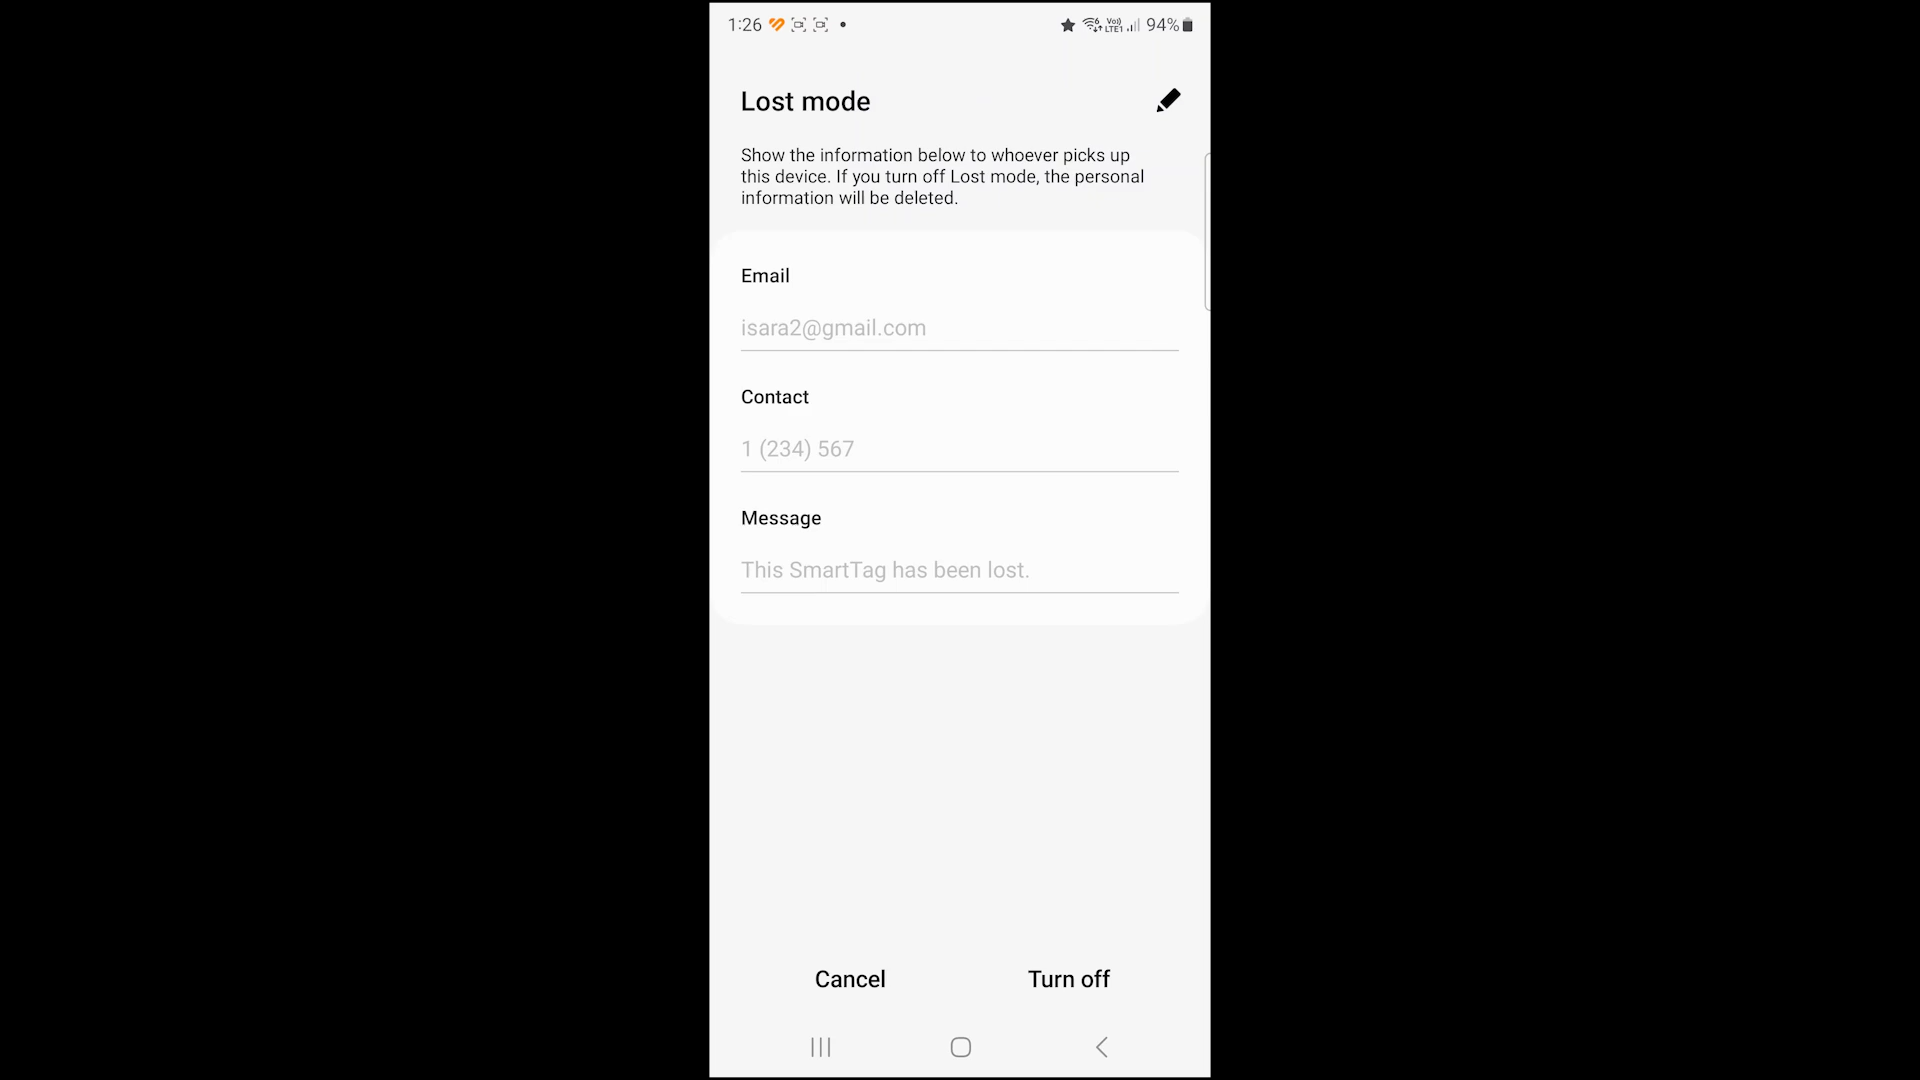 1:26 94%
Lost mode
Show the information below to whoever picks up
this device. If you turn off Lost mode, the personal
information will be deleted.
Email
isara2@gmail.com
Contact
1 (234) 567
Message
This SmartTag has been lost.
Cancel Turn off